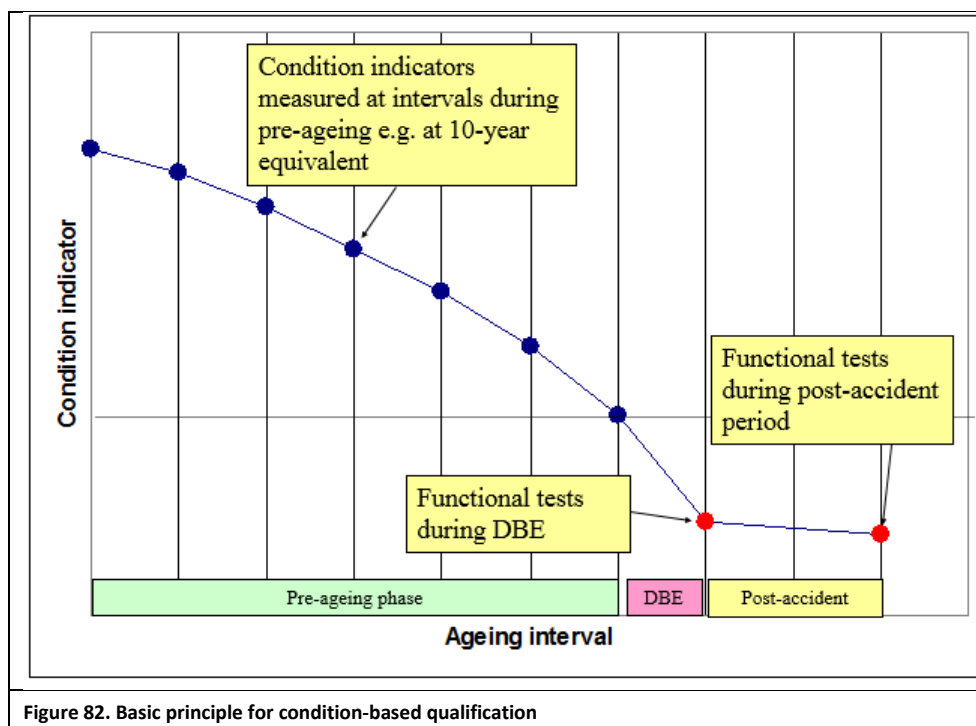 Condition indicators
measured at intervals during
pre-ageing e.g. at 10-year
equivalent
Condition indicator
Functional tests
during post-accident
period
Functional tests
during DBE
Pre-ageing phase
DBE
Post-accident
Ageing interval
Figure 82. Basic principle for condition-based qualification